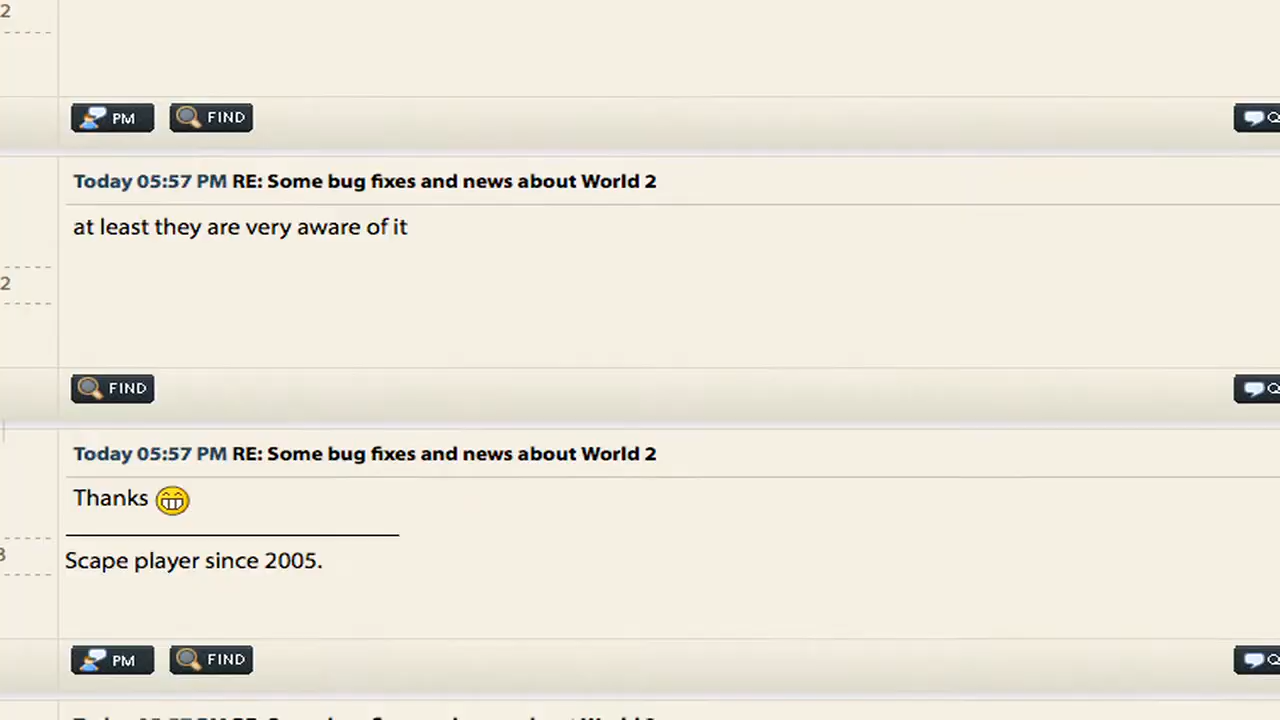 2
PM FIND
Today 05:57 PM RE: Some bug fixes and news about World 2
at least they are very aware of it
2
FIND
Today 05:57 PM RE: Some bug fixes and news about World 2
Thanks
Scape player since 2005.
PM FIND